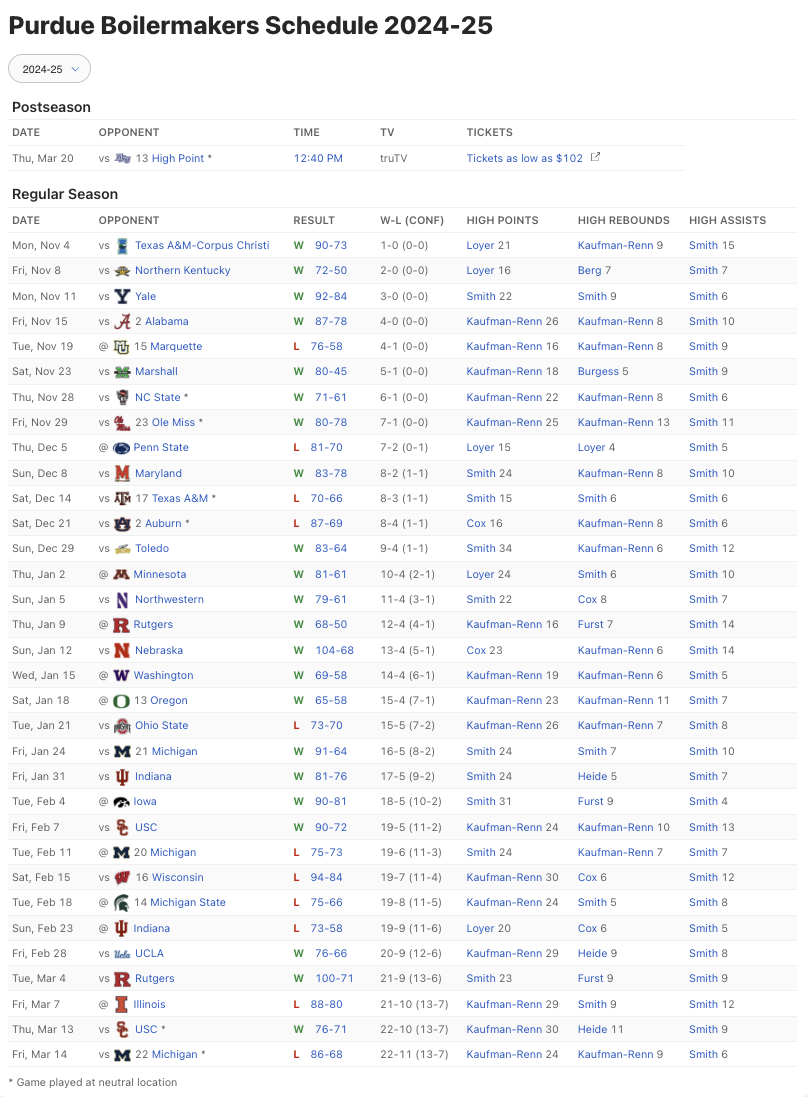 Purdue Boilermakers Schedule 2024-25
2024-25
Postseason
DATE OPPONENT TIME TV TICKETS
Thu, Mar 20 vs 13 High Point * 12:40 PM truTV Tickets as low as $102
Regular Season
DATE OPPONENT RESULT W-L (CONF) HIGH POINTS HIGH REBOUNDS HIGH ASSISTS
Mon, Nov 4 vs Texas A&M-Corpus Christi W 90-73 1-0 (0-0) Loyer 21 Kaufman-Renn 9 Smith 15
Fri, Nov 8 vs Northern Kentucky W 72-50 2-0 (0-0) Loyer 16 Berg 7 Smith 7
Mon, Nov 11 vs Yale W 92-84 3-0 (0-0) Smith 22 Smith 9 Smith 6
Fri, Nov 15 vs 2 Alabama W 87-78 4-0 (0-0) Kaufman-Renn 26 Kaufman-Renn 8 Smith 10
Tue, Nov 19 @ 15 Marquette L 76-58 4-1 (0-0) Kaufman-Renn 16 Kaufman-Renn 8 Smith 9
Sat, Nov 23 vs Marshall W 80-45 5-1 (0-0) Kaufman-Renn 18 Burgess 5 Smith 9
Thu, Nov 28 vs NC State * W 71-61 6-1 (0-0) Kaufman-Renn 22 Kaufman-Renn 8 Smith 6
Fri, Nov 29 vs 23 Ole Miss * W 80-78 7-1 (0-0) Kaufman-Renn 25 Kaufman-Renn 13 Smith 11
Thu, Dec 5 @ Penn State L 81-70 7-2 (0-1) Loyer 15 Loyer 4 Smith 5
Sun, Dec 8 vs Maryland W 83-78 8-2 (1-1) Smith 24 Kaufman-Renn 8 Smith 10
Sat, Dec 14 vs 17 Texas A&M * L 70-66 8-3 (1-1) Smith 15 Smith 6 Smith 6
Sat, Dec 21 vs 2 Auburn * L 87-69 8-4 (1-1) Cox 16 Kaufman-Renn 8 Smith 6
Sun, Dec 29 vs Toledo W 83-64 9-4 (1-1) Smith 34 Kaufman-Renn 6 Smith 12
Thu, Jan 2 @ Minnesota W 81-61 10-4 (2-1) Loyer 24 Smith 6 Smith 10
Sun, Jan 5 vs Northwestern W 79-61 11-4 (3-1) Smith 22 Cox 8 Smith 7
Thu, Jan 9 @ Rutgers W 68-50 12-4 (4-1) Kaufman-Renn 16 Furst 7 Smith 14
Sun, Jan 12 vs Nebraska W 104-68 13-4 (5-1) Cox 23 Kaufman-Renn 6 Smith 14
Wed, Jan 15 @ Washington W 69-58 14-4 (6-1) Kaufman-Renn 19 Kaufman-Renn 6 Smith 5
Sat, Jan 18 @ 13 Oregon W 65-58 15-4 (7-1) Kaufman-Renn 23 Kaufman-Renn 11 Smith 7
Tue, Jan 21 vs Ohio State L 73-70 15-5 (7-2) Kaufman-Renn 26 Kaufman-Renn 7 Smith 8
Fri, Jan 24 vs 21 Michigan W 91-64 16-5 (8-2) Smith 24 Smith 7 Smith 10
Fri, Jan 31 vs Indiana W 81-76 17-5 (9-2) Smith 24 Heide 5 Smith 7
Tue, Feb 4 @ Iowa W 90-81 18-5 (10-2) Smith 31 Furst 9 Smith 4
Fri, Feb 7 vs USC W 90-72 19-5 (11-2) Kaufman-Renn 24 Kaufman-Renn 10 Smith 13
Tue, Feb 11 @ 20 Michigan L 75-73 19-6 (11-3) Smith 24 Kaufman-Renn 7 Smith 7
Sat, Feb 15 vs 16 Wisconsin L 94-84 19-7 (11-4) Kaufman-Renn 30 Cox 6 Smith 12
Tue, Feb 18 @ 14 Michigan State L 75-66 19-8 (11-5) Kaufman-Renn 24 Smith 5 Smith 8
Sun, Feb 23 @ Indiana L 73-58 19-9 (11-6) Loyer 20 Cox 6 Smith 5
Fri, Feb 28 vs UCLA W 76-66 20-9 (12-6) Kaufman-Renn 29 Heide 9 Smith 8
Tue, Mar 4 vs Rutgers W 100-71 21-9 (13-6) Smith 23 Furst 9 Smith 9
Fri, Mar 7 @ Illinois L 88-80 21-10 (13-7) Kaufman-Renn 29 Smith 9 Smith 12
Thu, Mar 13 vs USC * W 76-71 22-10 (13-7) Kaufman-Renn 30 Heide 11 Smith 9
Fri, Mar 14 vs 22 Michigan * L 86-68 22-11 (13-7) Kaufman-Renn 24 Kaufman-Renn 9 Smith 6
* Game played at neutral location